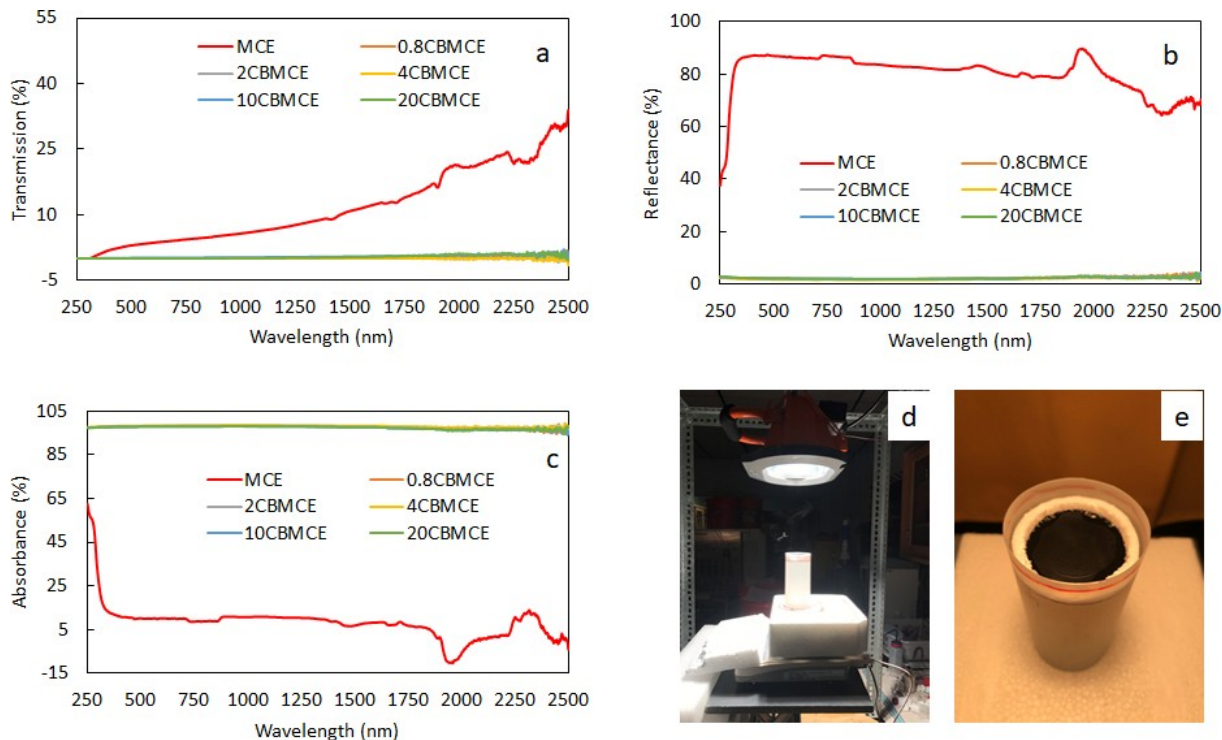 a
Transmission (%)
55
40
25
10
-5
MCE 0.8CBMCE
2CBMCE 4CBMCE
10CBMCE 20CBMCE
250 500 750 1000 1250 1500 1750 2000 2250 2500
Wavelength (nm)
b
Reflectance (%)
100
80
60
40
20
0
MCE 0.8CBMCE
2CBMCE 4CBMCE
10CBMCE 20CBMCE
250 500 750 1000 1250 1500 1750 2000 2250 2500
Wavelength (nm)
c
Absorbance (%)
105
85
65
45
25
5
-15
MCE 0.8CBMCE
2CBMCE 4CBMCE
10CBMCE 20CBMCE
250 500 750 1000 1250 1500 1750 2000 2250 2500
Wavelength (nm)
d
e